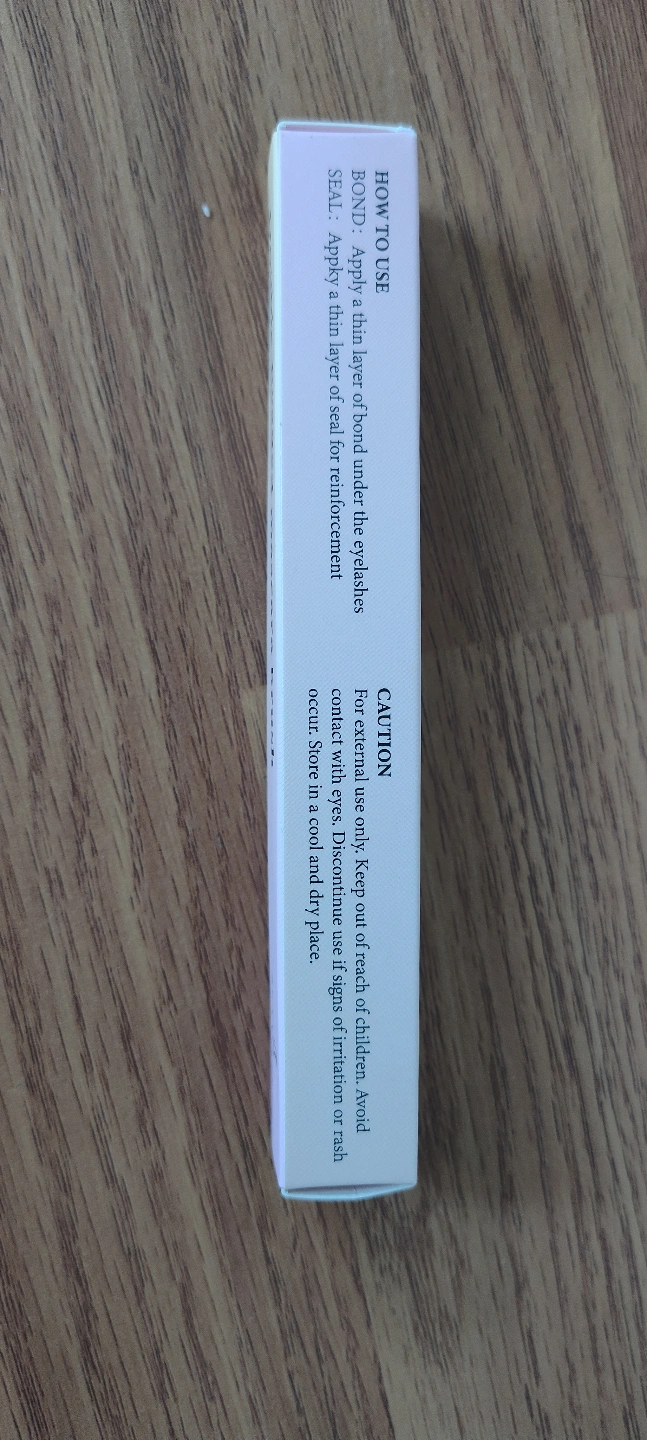 HOW TO USE
BOND : Apply a thin layer of bond under the eyelashes
SEAL : Appky a thin layer of seal for reinforcement
CAUTION
For external use only. Keep out of reach of children. Avoid
contact with eyes. Discontinue use if signs of irritation or rash
occur. Store in a cool and dry place.